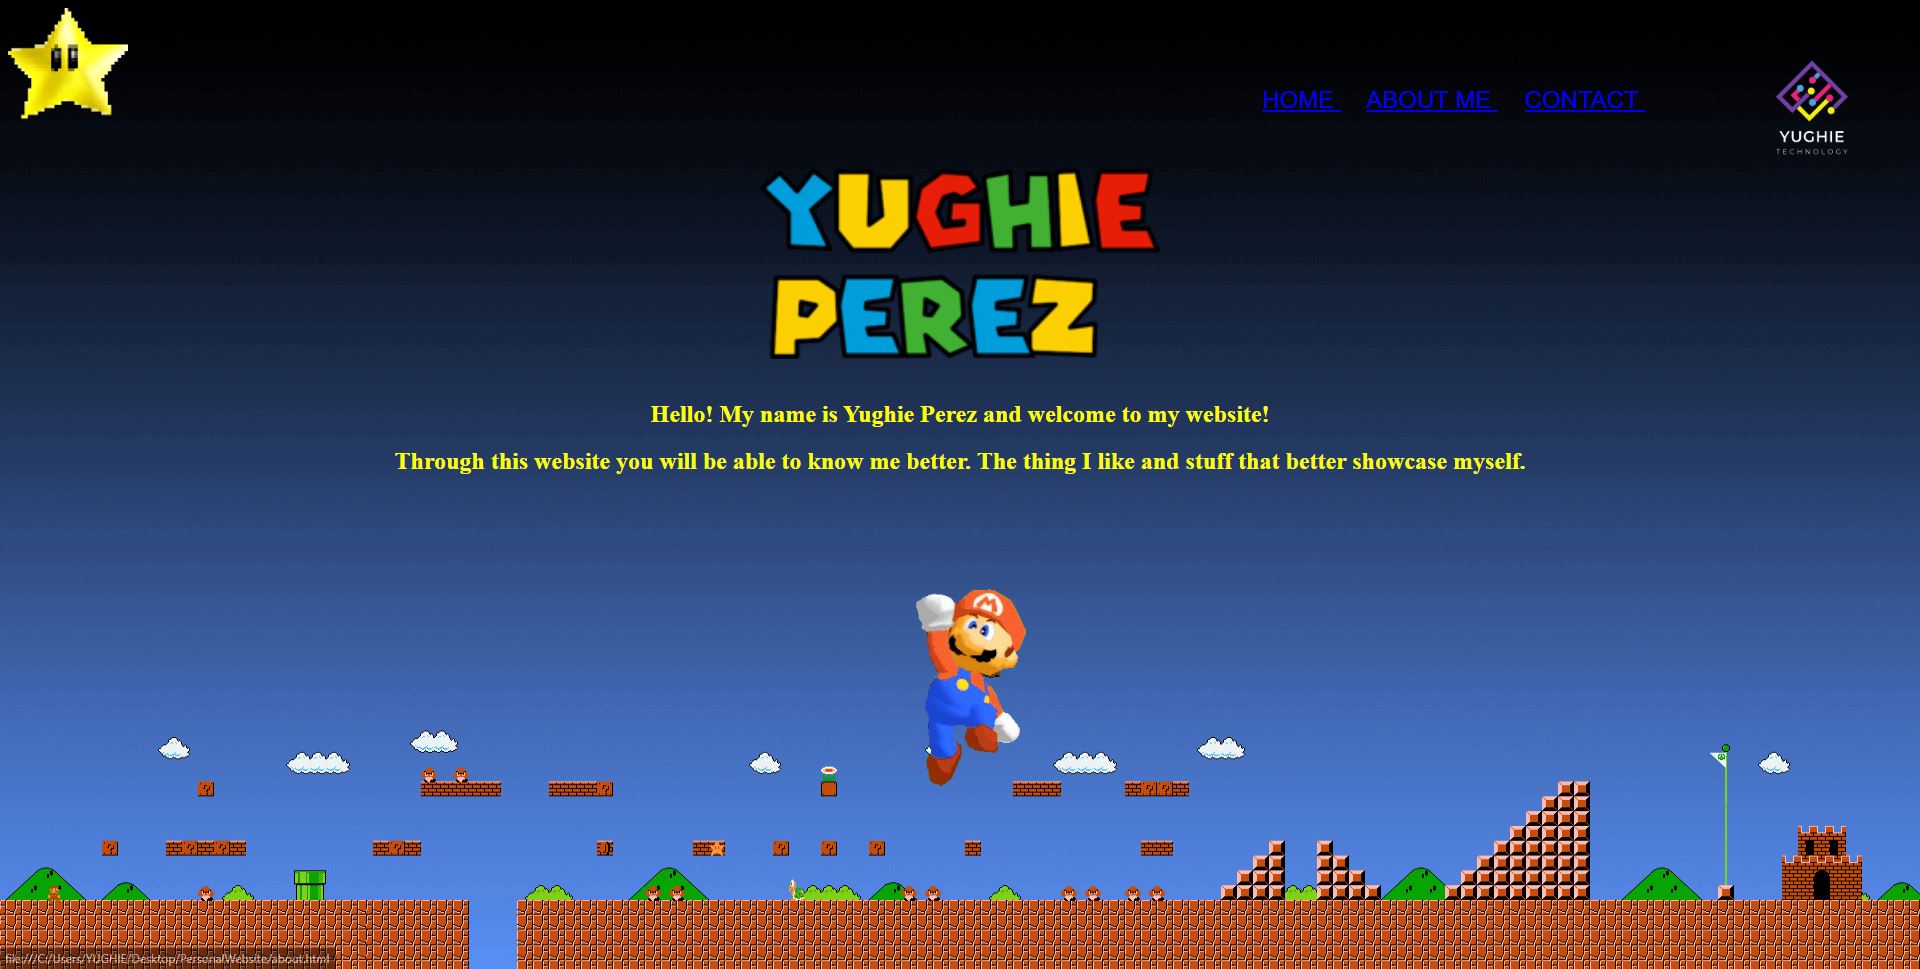 HOME ABOUT ME CONTACT
YUGHIE
TECHNOLOGY
YUGHIE
PEREZ
Hello! My name is Yughie Perez and welcome to my website!
Through this website you will be able to know me better. The thing I like and stuff that better showcase myself.
M
file:///C:/Users/YUGHIE/Desktop/PersonalWebsite/about.html